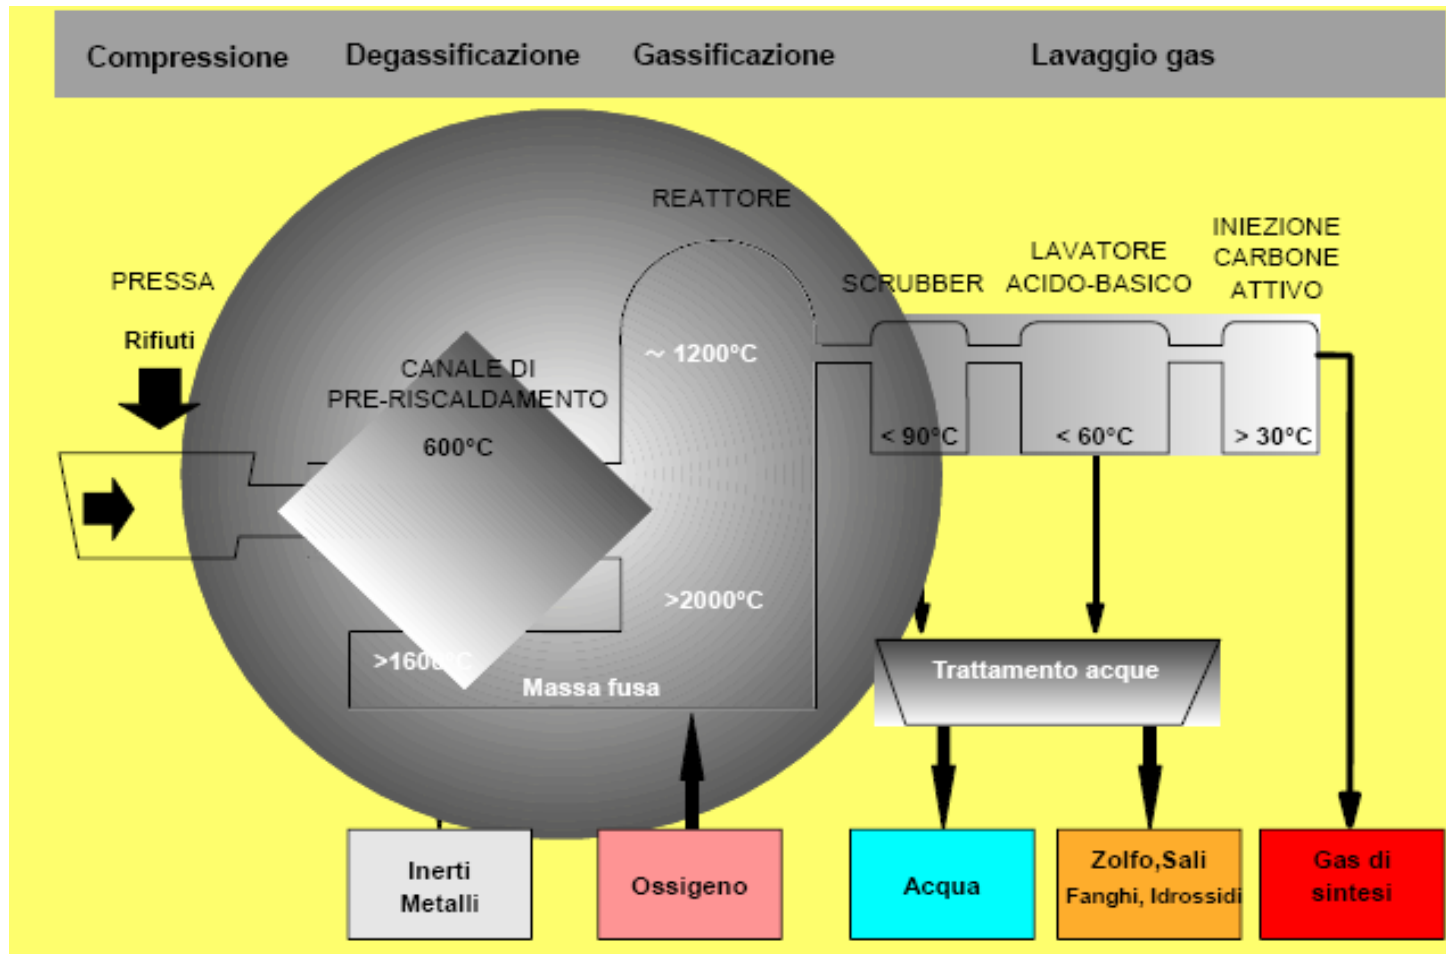 Compressione
Degassificazione
Gassificazione
Lavaggio gas
REATTORE
PRESSA
Rifiuti
CANALE DI
PRE-RISCALDAMENTO
600°C
~ 1200°C
>2000°C
>1600°C
Massa fusa
SCRUBBER
LAVATORE
ACIDO-BASICO
INIEZIONE
CARBONE
ATTIVO
< 90°C
< 60°C
> 30°C
Trattamento acque
Inerti
Metalli
Ossigeno
Acqua
Zolfo,Sali
Fanghi, Idrossidi
Gas di
sintesi